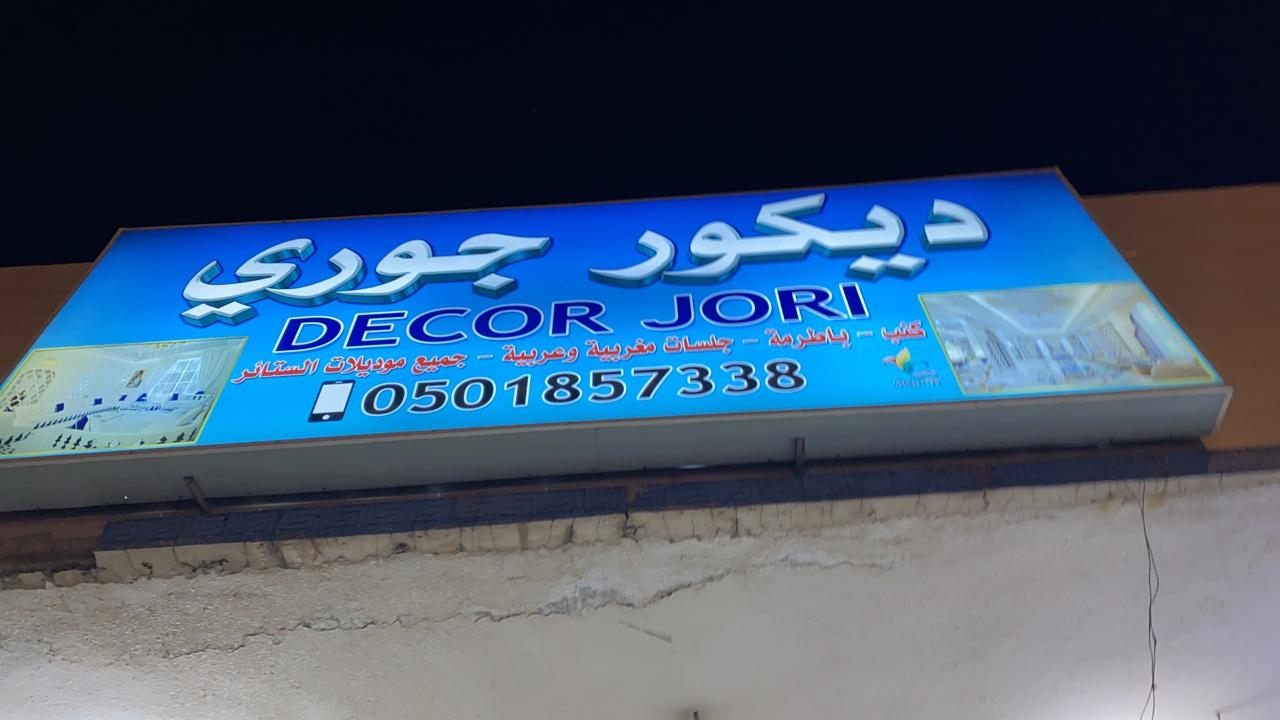 ديكور جوري
DECOR JORI
كنب - باطرمة - جلسات مغربية وعربية - جميع موديلات الستائر
0501857338